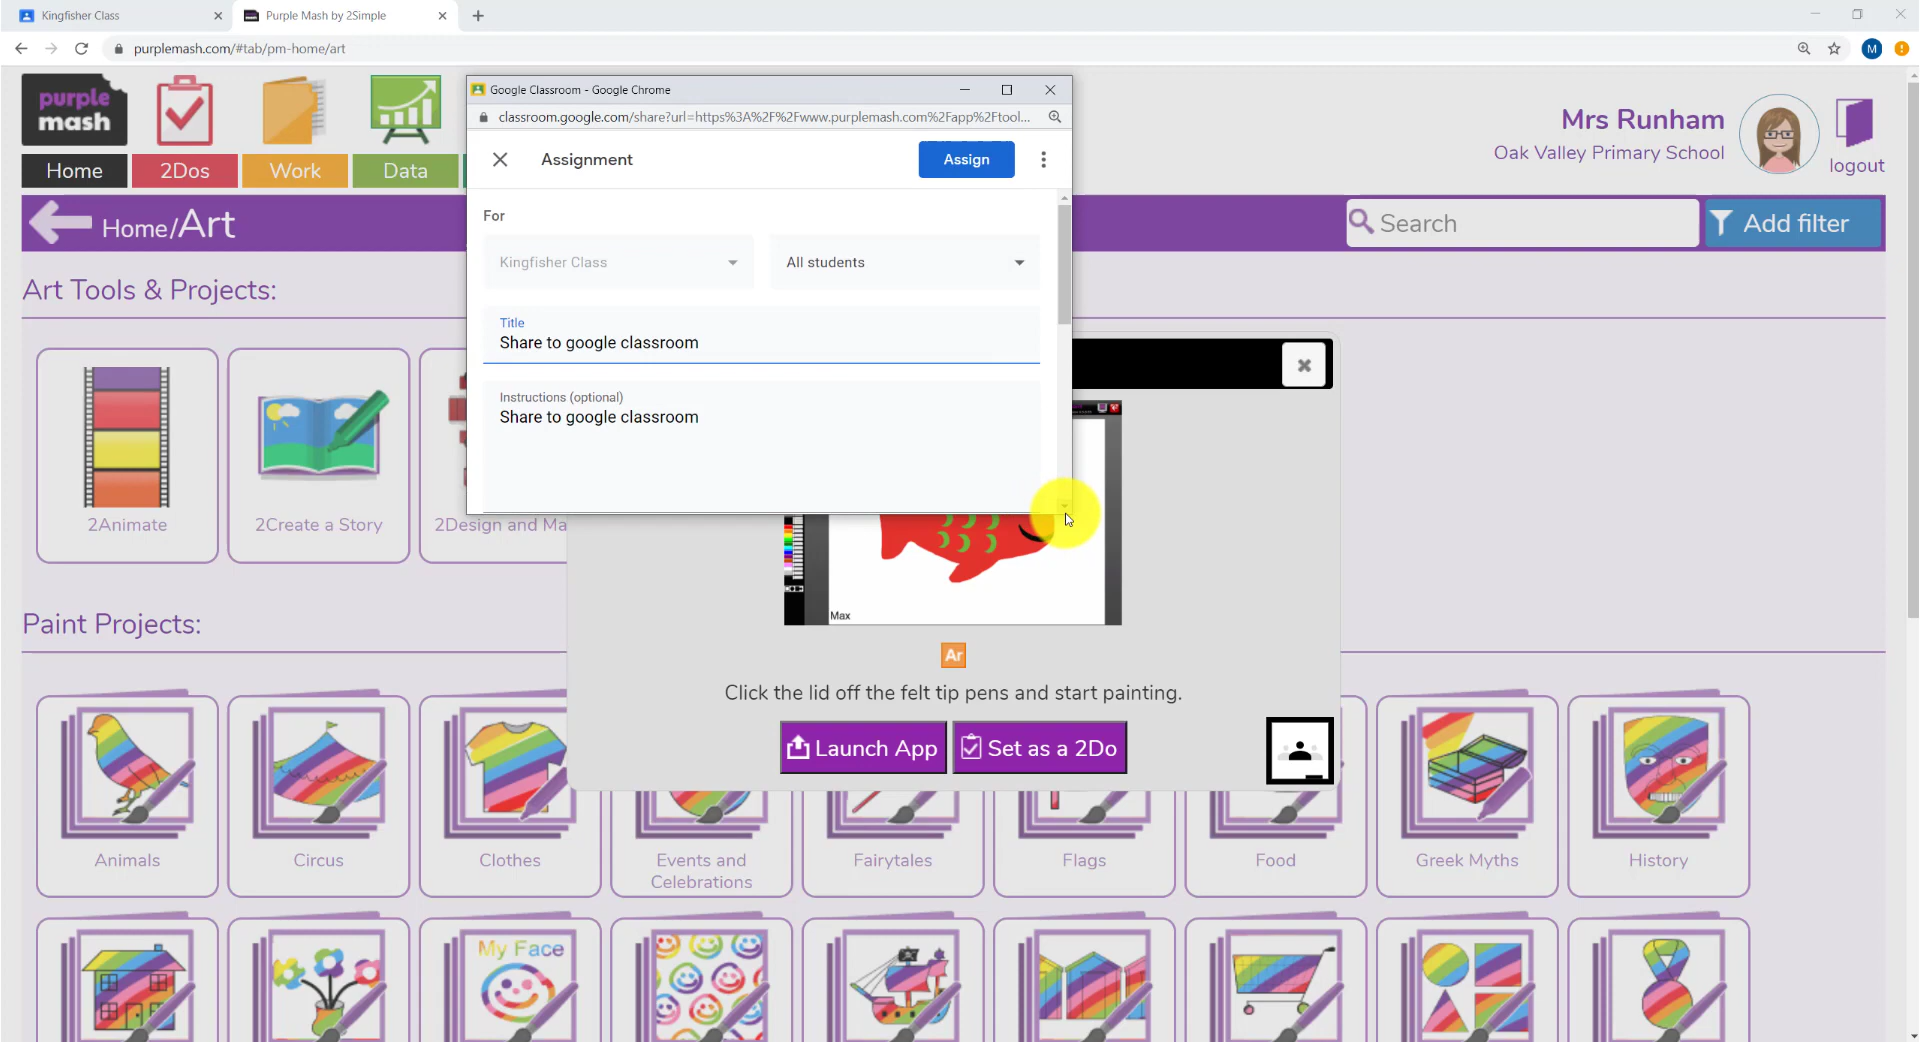 Kingfisher Class
Purple Mash by 2Simple
purplemash.com/#tab/pm-home/art
M
purple
mash
Home
2Dos
Work
Data
Google Classroom - Google Chrome
classroom.google.com/share?url=https%3A%2F%2Fwww.purplemash.com%2Fapp%2Ftool...
Assignment
Assign
Mrs Runham
Oak Valley Primary School
logout
Home/Art
Search
Add filter
For
Kingfisher Class
All students
Title
Share to google classroom
Instructions (optional)
Share to google classroom
Art Tools & Projects:
2Animate
2Create a Story
2Design and Ma
Max
Ar
Click the lid off the felt tip pens and start painting.
Launch App
Set as a 2Do
Paint Projects:
Animals
Circus
Clothes
Events and
Celebrations
Fairytales
Flags
Food
Greek Myths
History
My Face